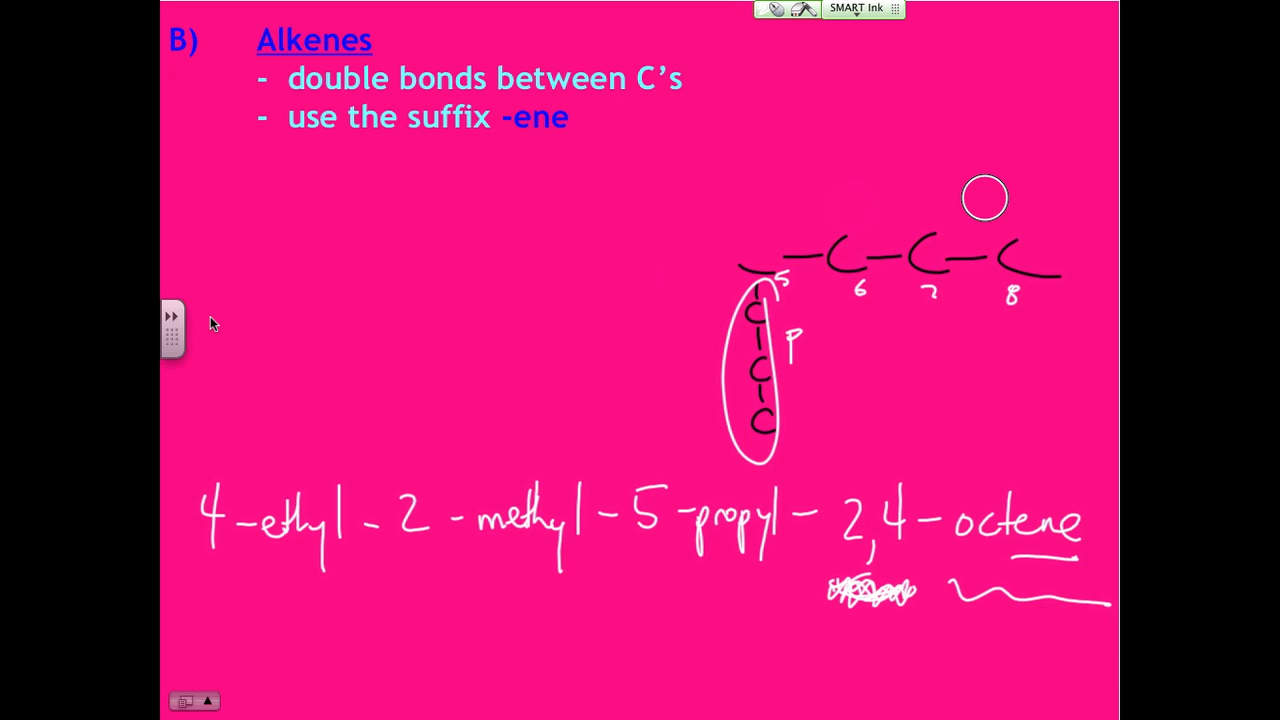 SMART Ink
B) Alkenes
- double bonds between C's
- use the suffix -ene
— C — C — C
5 6 7 8
C
P
C
C
4-ethyl-2-methyl-5-propyl-2,4-octene